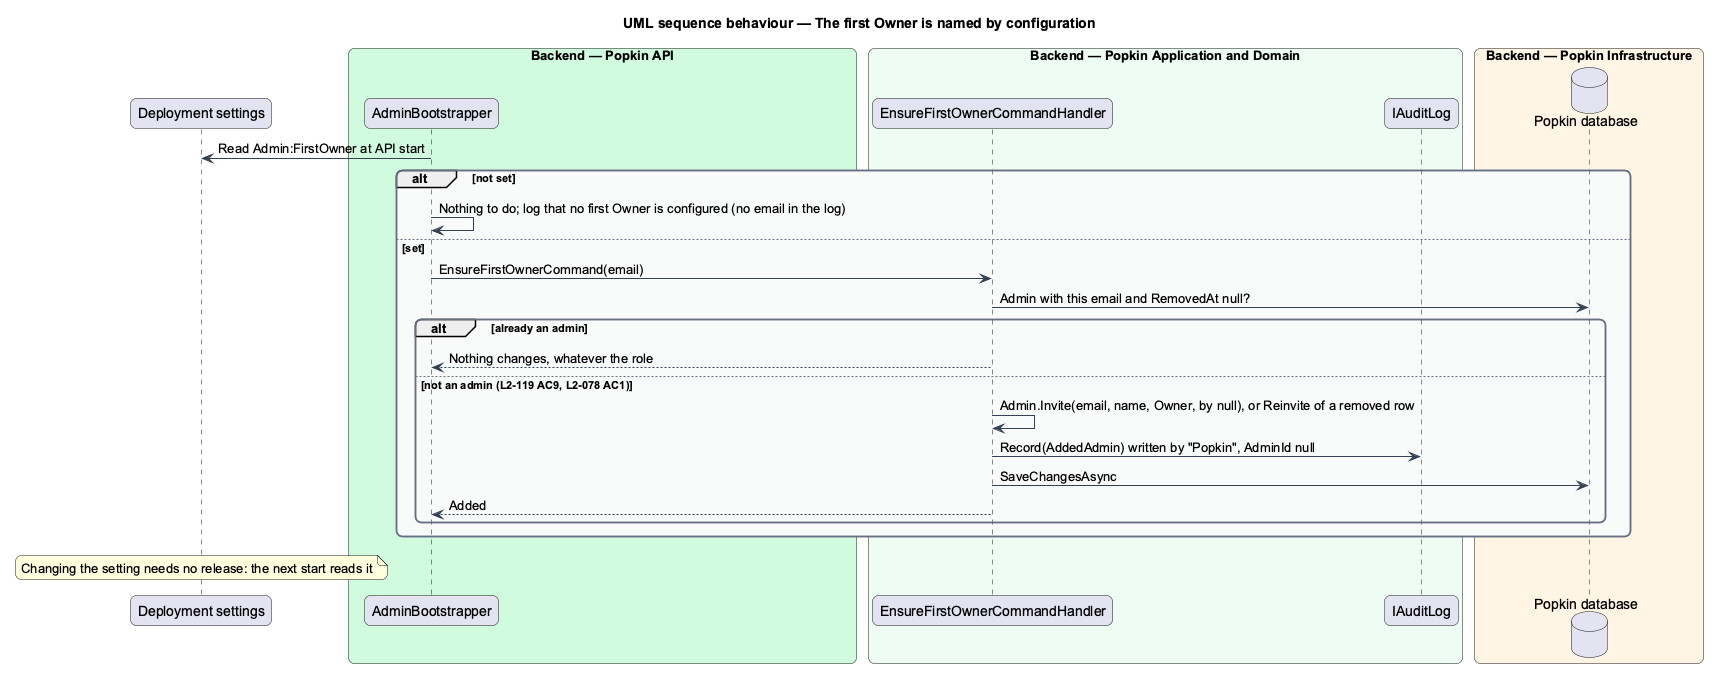 UML sequence behaviour — The first Owner is named by configuration
Backend — Popkin API
Backend — Popkin Application and Domain
Backend — Popkin Infrastructure
Deployment settings
AdminBootstrapper
EnsureFirstOwnerCommandHandler
IAuditLog
Popkin database
Read Admin:FirstOwner at API start
alt [not set]
Nothing to do; log that no first Owner is configured (no email in the log)
[set]
EnsureFirstOwnerCommand(email)
Admin with this email and RemovedAt null?
alt [already an admin]
Nothing changes, whatever the role
[not an admin (L2-119 AC9, L2-078 AC1)]
Admin.Invite(email, name, Owner, by null), or Reinvite of a removed row
Record(AddedAdmin) written by "Popkin", AdminId null
SaveChangesAsync
Added
Changing the setting needs no release: the next start reads it
Deployment settings
AdminBootstrapper
EnsureFirstOwnerCommandHandler
IAuditLog
Popkin database